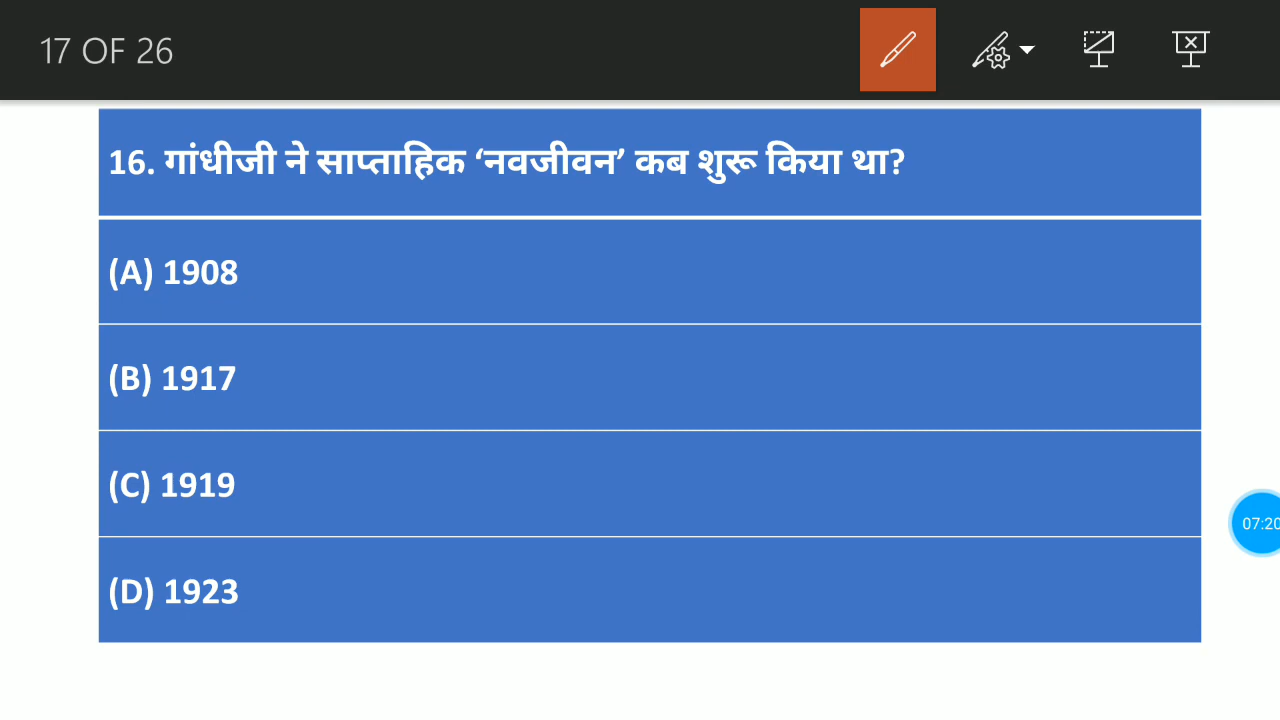 17 OF 26
16. गांधीजी ने साप्ताहिक ‘नवजीवन’ कब शुरू किया था?
(A) 1908
(B) 1917
(C) 1919
07:20
(D) 1923